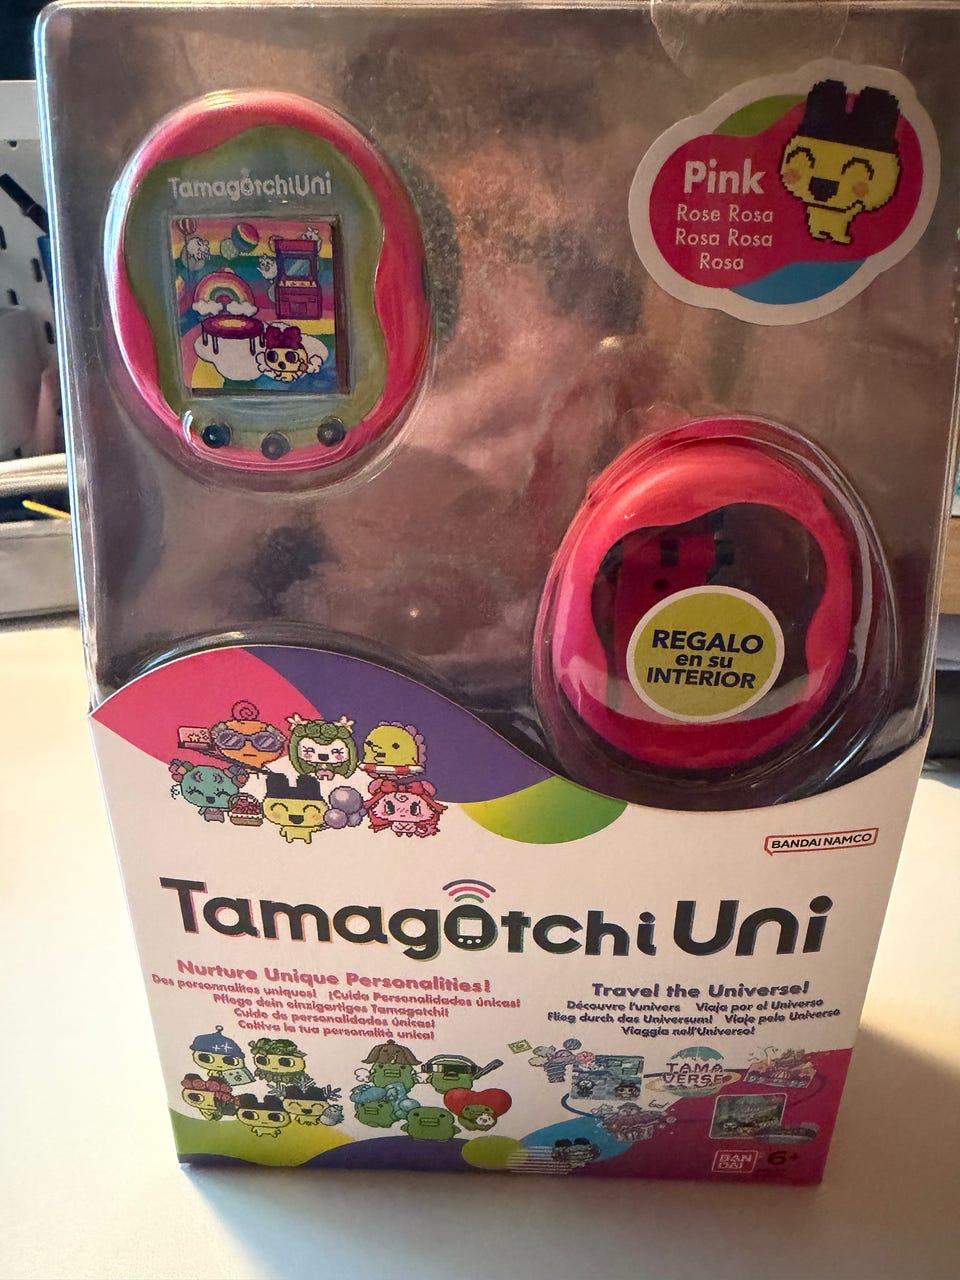 TamagotchiUni
Pink
Rose Rosa
Rosa Rosa
Rosa
REGALO
en su
INTERIOR
BANDAI NAMCO
Tamagotchi Uni
Nurture Unique Personalities!
Des personnalités uniques! ¡Cuida Personalidades únicas!
Pflege dein einzigartiges Tamagotchi!
Cuide de personalidades únicas!
Coltiva la tua personalità unica!
Travel the Universe!
Découvre l'univers Viaja por el Universo
Flieg durch das Universum! Viaje pelo Universo
Viaggia nell'Universo!
TAMA
VERSE
BAN
DAI
6+